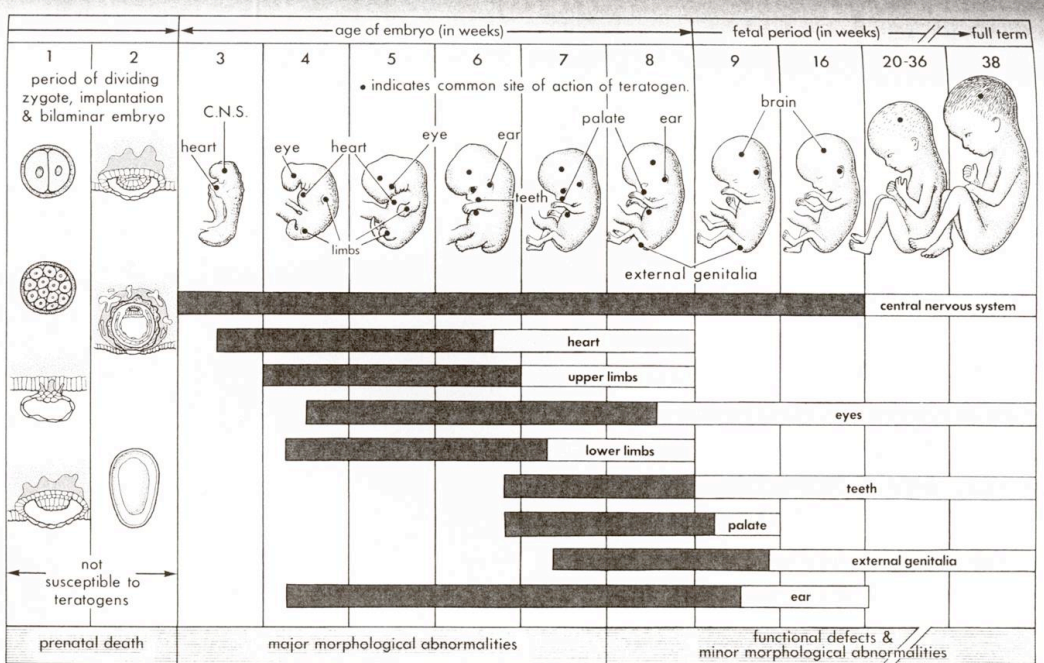 age of embryo (in weeks)
fetal period (in weeks)
full term
1
2
3
4
5
6
7
8
9
16
20-36
38
period of dividing
zygote, implantation
& bilaminar embryo
• indicates common site of action of teratogen.
C.N.S.
heart
eye
heart
eye
ear
palate
ear
brain
teeth
limbs
external genitalia
central nervous system
heart
upper limbs
eyes
lower limbs
teeth
palate
external genitalia
ear
not
susceptible to
teratogens
prenatal death
major morphological abnormalities
functional defects &
minor morphological abnormalities